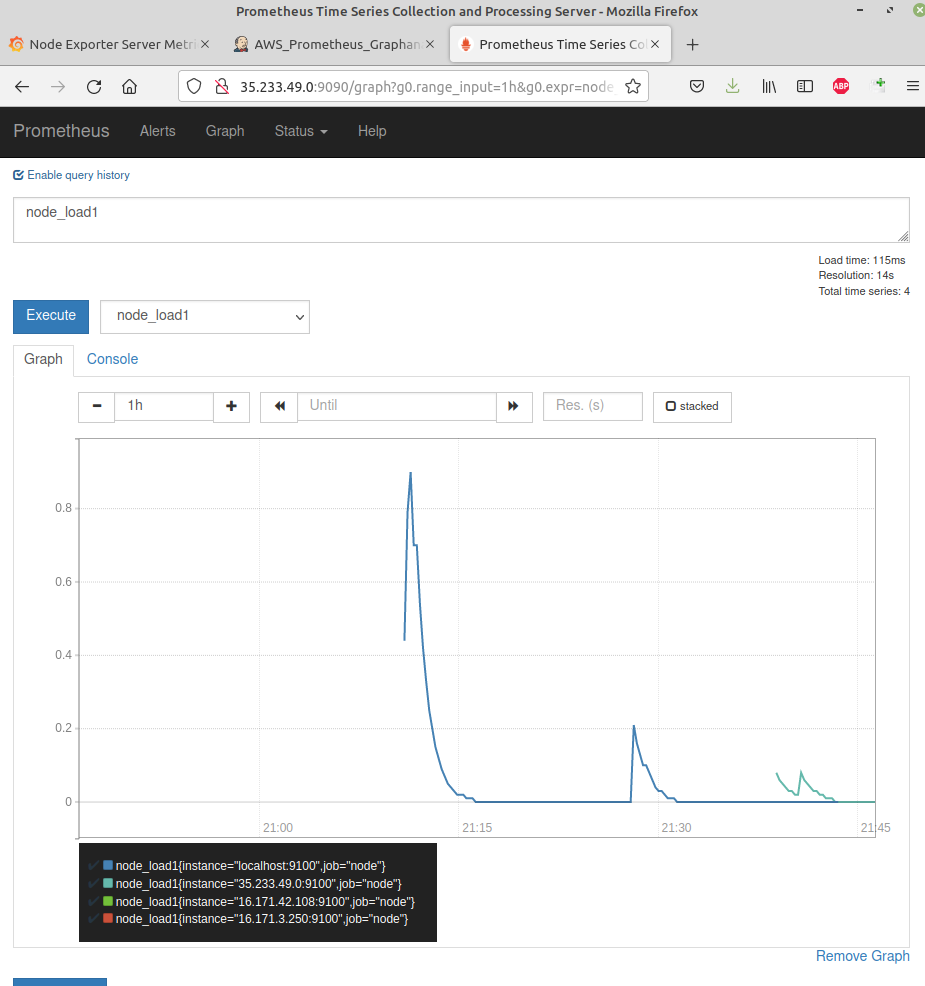 Prometheus Time Series Collection and Processing Server - Mozilla Firefox
Node Exporter Server Metri
AWS_Prometheus_Graphan
Prometheus Time Series Co
35.233.49.0:9090/graph?g0.range_input=1h&g0.expr=node
ABP
Prometheus Alerts Graph Status Help
Enable query history
node_load1
Load time: 115ms
Resolution: 14s
Total time series: 4
Execute
node_load1
Graph Console
1h
Until
Res. (s)
stacked
0.8
0.6
0.4
0.2
0
21:00 21:15 21:30 21:45
node_load1{instance="localhost:9100",job="node"}
node_load1{instance="35.233.49.0:9100",job="node"}
node_load1{instance="16.171.42.108:9100",job="node"}
node_load1{instance="16.171.3.250:9100",job="node"}
Remove Graph